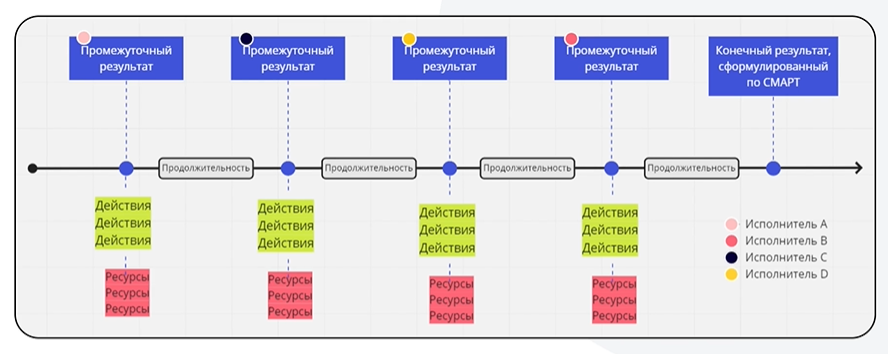 Промежуточный
результат
Промежуточный
результат
Промежуточный
результат
Промежуточный
результат
Конечный результат,
сформулированный
по СМАРТ
Продолжительность
Продолжительность
Продолжительность
Продолжительность
Действия
Действия
Действия
Действия
Действия
Действия
Действия
Действия
Действия
Действия
Действия
Действия
Ресурсы
Ресурсы
Ресурсы
Ресурсы
Ресурсы
Ресурсы
Ресурсы
Ресурсы
Ресурсы
Ресурсы
Ресурсы
Ресурсы
Исполнитель A
Исполнитель B
Исполнитель C
Исполнитель D